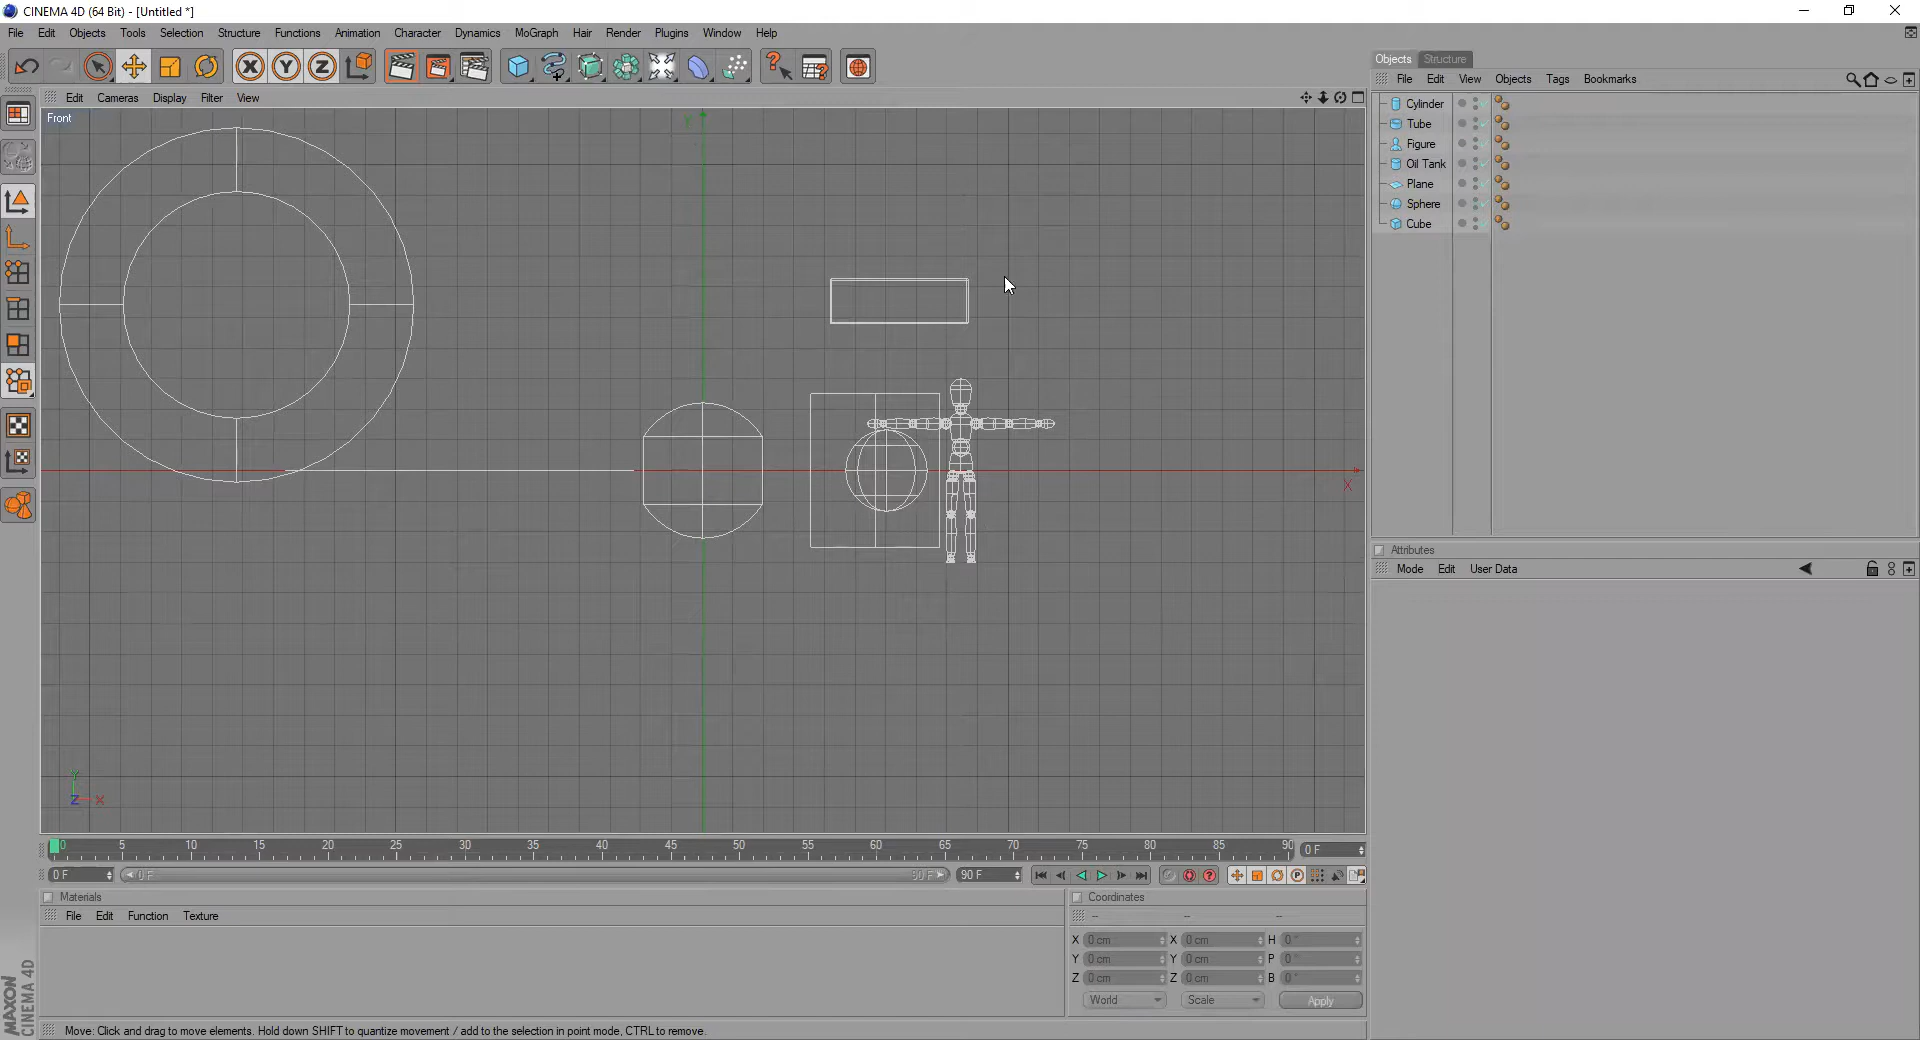 CINEMA 4D (64 Bit) - [Untitled *]
File Edit Objects Tools Selection Structure Functions Animation Character Dynamics MoGraph Hair Render Plugins Window Help
X Y Z
Objects Structure
File Edit View Objects Tags Bookmarks
Edit Cameras Display Filter View
Front
Y
X
Y
Z X
Cylinder
Tube
Figure
Oil Tank
Plane
Sphere
Cube
Attributes
Mode Edit User Data
0 5 10 15 20 25 30 35 40 45 50 55 60 65 70 75 80 85 90
0 F
0 F 0 F 90 F 90 F
Materials
File Edit Function Texture
Coordinates
-- -- --
X 0 cm X 0 cm H 0 °
Y 0 cm Y 0 cm P 0 °
Z 0 cm Z 0 cm B 0 °
World Scale Apply
MAXON
CINEMA 4D
Move: Click and drag to move elements. Hold down SHIFT to quantize movement / add to the selection in point mode, CTRL to remove.